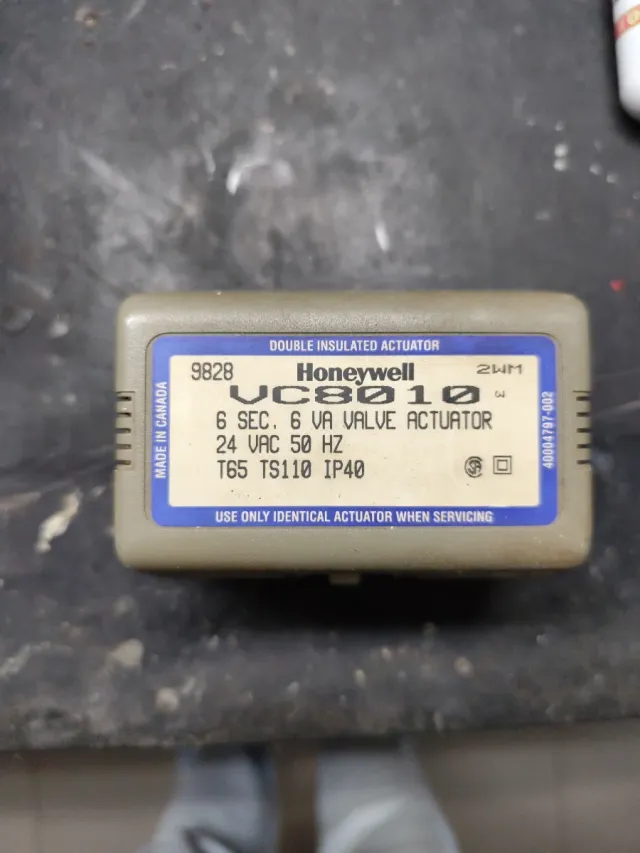 DOUBLE INSULATED ACTUATOR
9828 Honeywell 2WM
VC8010 3
6 SEC. 6 VA VALVE ACTUATOR
24 VAC 50 HZ
T65 TS110 IP40
USE ONLY IDENTICAL ACTUATOR WHEN SERVICING
MADE IN CANADA
40004797-002